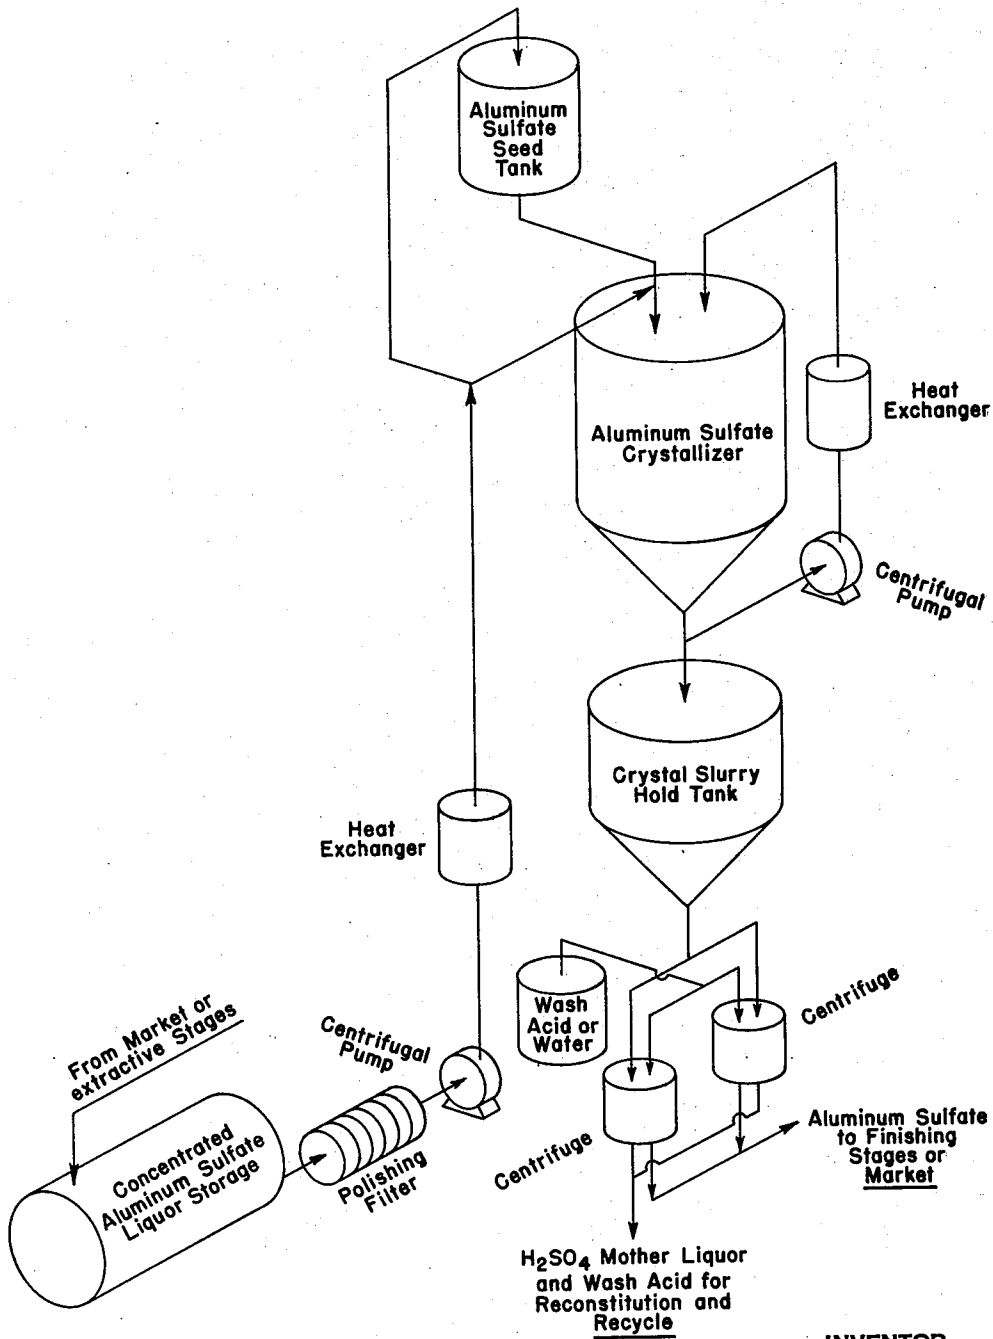 Aluminum
Sulfate
Seed
Tank
Heat
Exchanger
Aluminum Sulfate
Crystallizer
Centrifugal
Pump
Crystal Slurry
Hold Tank
Heat
Exchanger
Wash
Acid or
Water
Centrifuge
From Market or
extractive Stages
Centrifugal
Pump
Concentrated
Aluminum Sulfate
Liquor Storage
Polishing
Filter
Centrifuge
Aluminum Sulfate
to Finishing
Stages or
Market
H₂SO₄ Mother Liquor
and Wash Acid for
Reconstitution and
Recycle